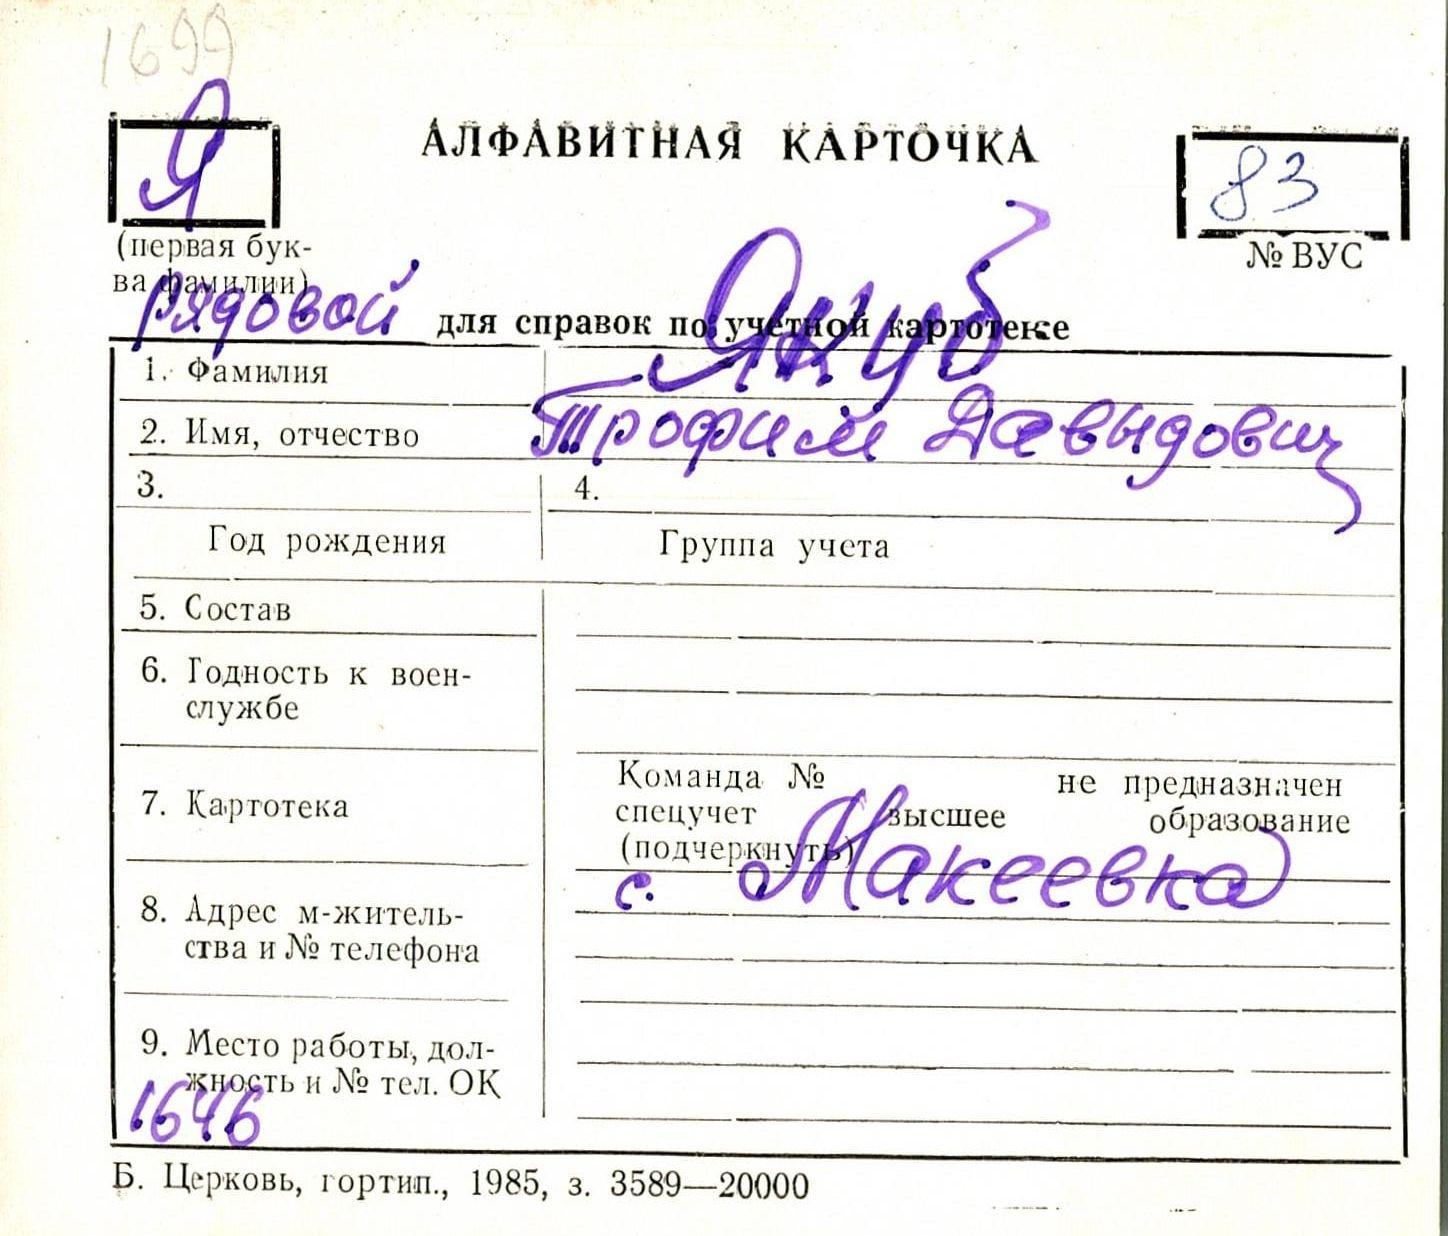 1699
Я
АЛФАВИТНАЯ КАРТОЧКА
83
(первая бук-
ва фамилии)
№ ВУС
рядовой
для справок по учетной картотеке
1. Фамилия Якуб
2. Имя, отчество Трофим Давыдович
3. 4.
Год рождения Группа учета
5. Состав
6. Годность к воен-
службе
Команда № не предназначен
7. Картотека
спецучет высшее образование
(подчеркнуть)
с. Макеевка
8. Адрес м-житель-
ства и № телефона
9. Место работы, дол-
жность и № тел. ОК
1646
Б. Церковь, гортип., 1985, з. 3589—20000